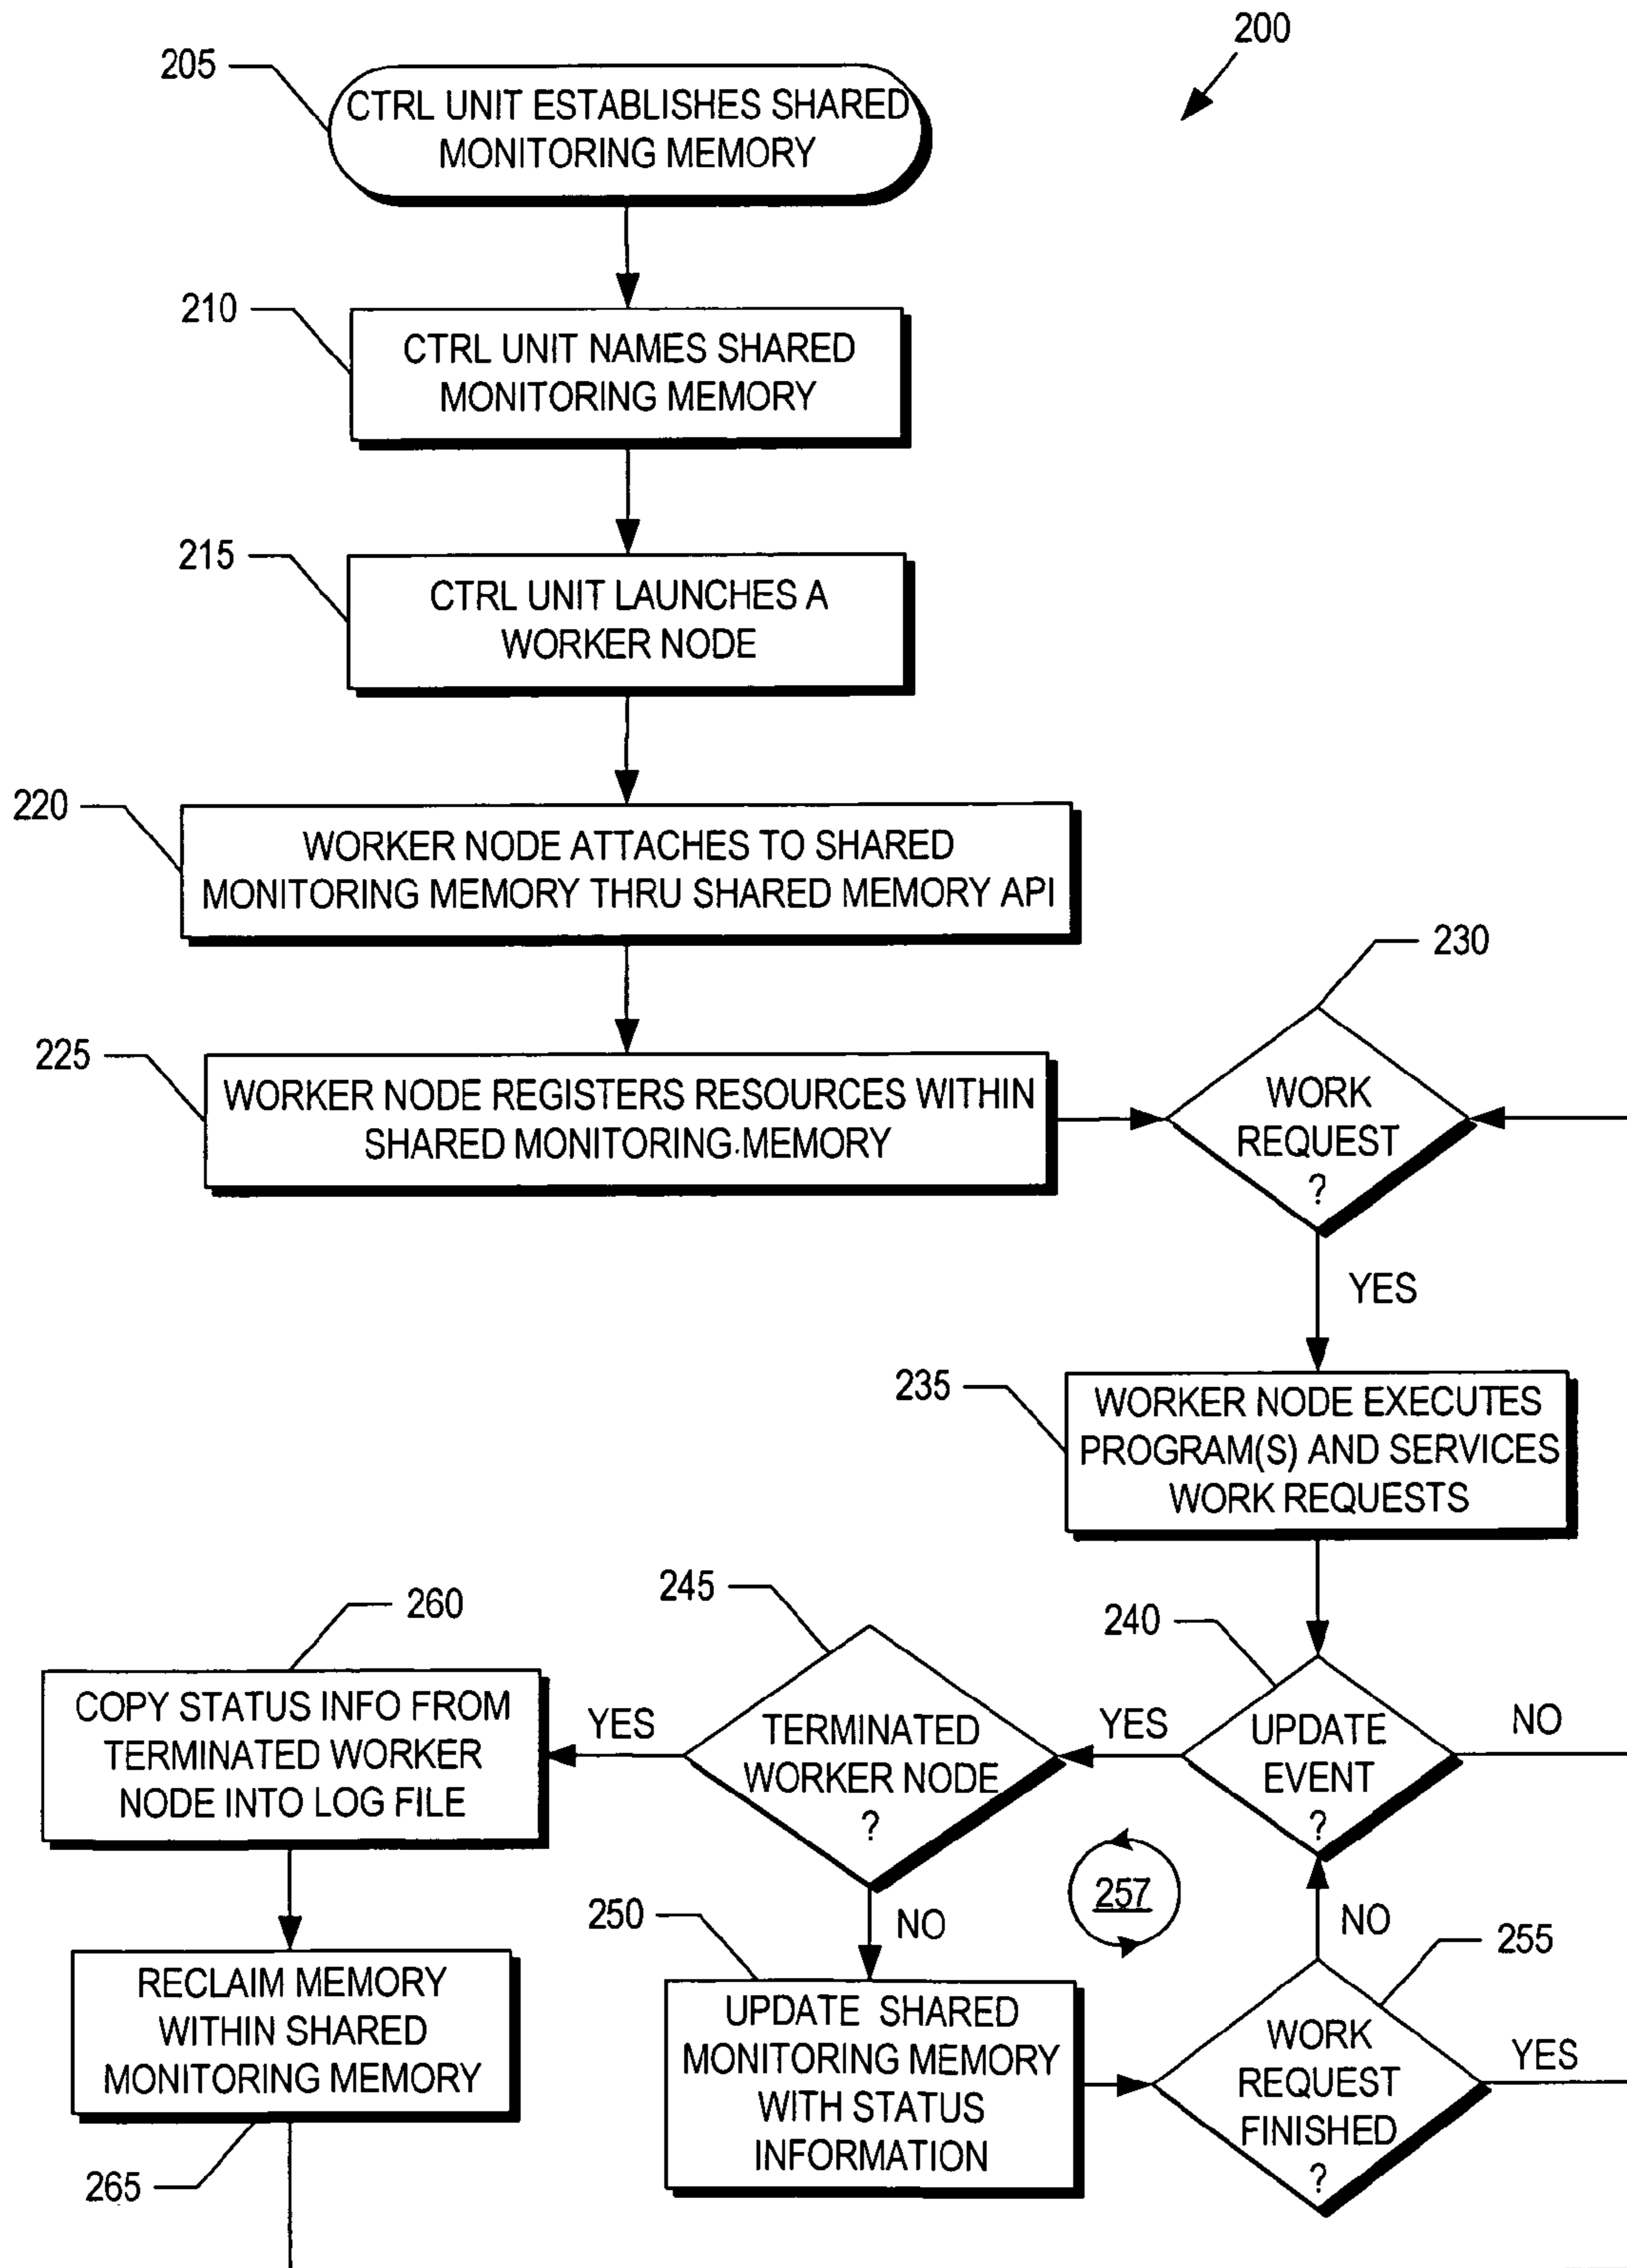 200
205
CTRL UNIT ESTABLISHES SHARED
MONITORING MEMORY
210
CTRL UNIT NAMES SHARED
MONITORING MEMORY
215
CTRL UNIT LAUNCHES A
WORKER NODE
220
WORKER NODE ATTACHES TO SHARED
MONITORING MEMORY THRU SHARED MEMORY API
225
WORKER NODE REGISTERS RESOURCES WITHIN
SHARED MONITORING MEMORY
230
WORK
REQUEST
?
YES
235
WORKER NODE EXECUTES
PROGRAM(S) AND SERVICES
WORK REQUESTS
240
UPDATE
EVENT
?
NO
YES
245
TERMINATED
WORKER NODE
?
YES
NO
260
COPY STATUS INFO FROM
TERMINATED WORKER
NODE INTO LOG FILE
RECLAIM MEMORY
WITHIN SHARED
MONITORING MEMORY
265
250
UPDATE SHARED
MONITORING MEMORY
WITH STATUS
INFORMATION
257
NO
255
WORK
REQUEST
FINISHED
?
YES